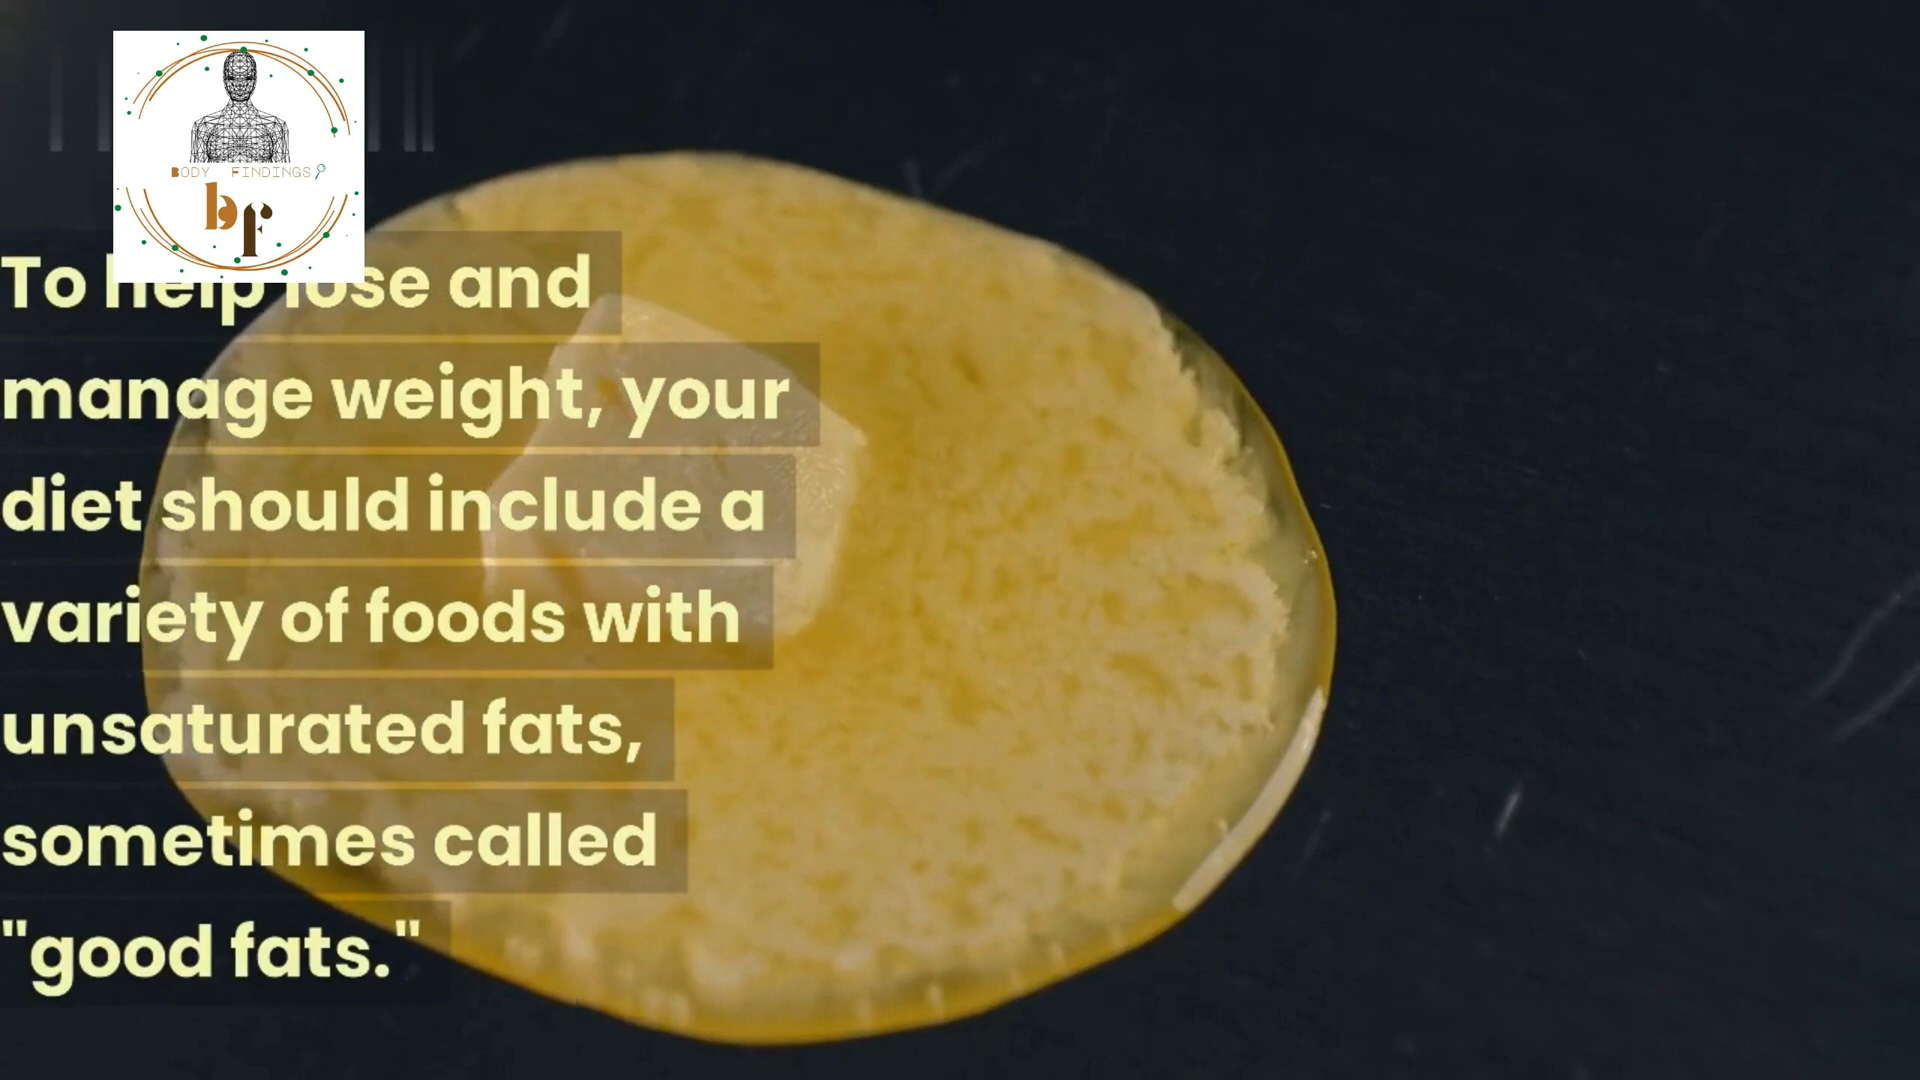 BODY FINDINGS
bf
To help lose and
manage weight, your
diet should include a
variety of foods with
unsaturated fats,
sometimes called
"good fats."